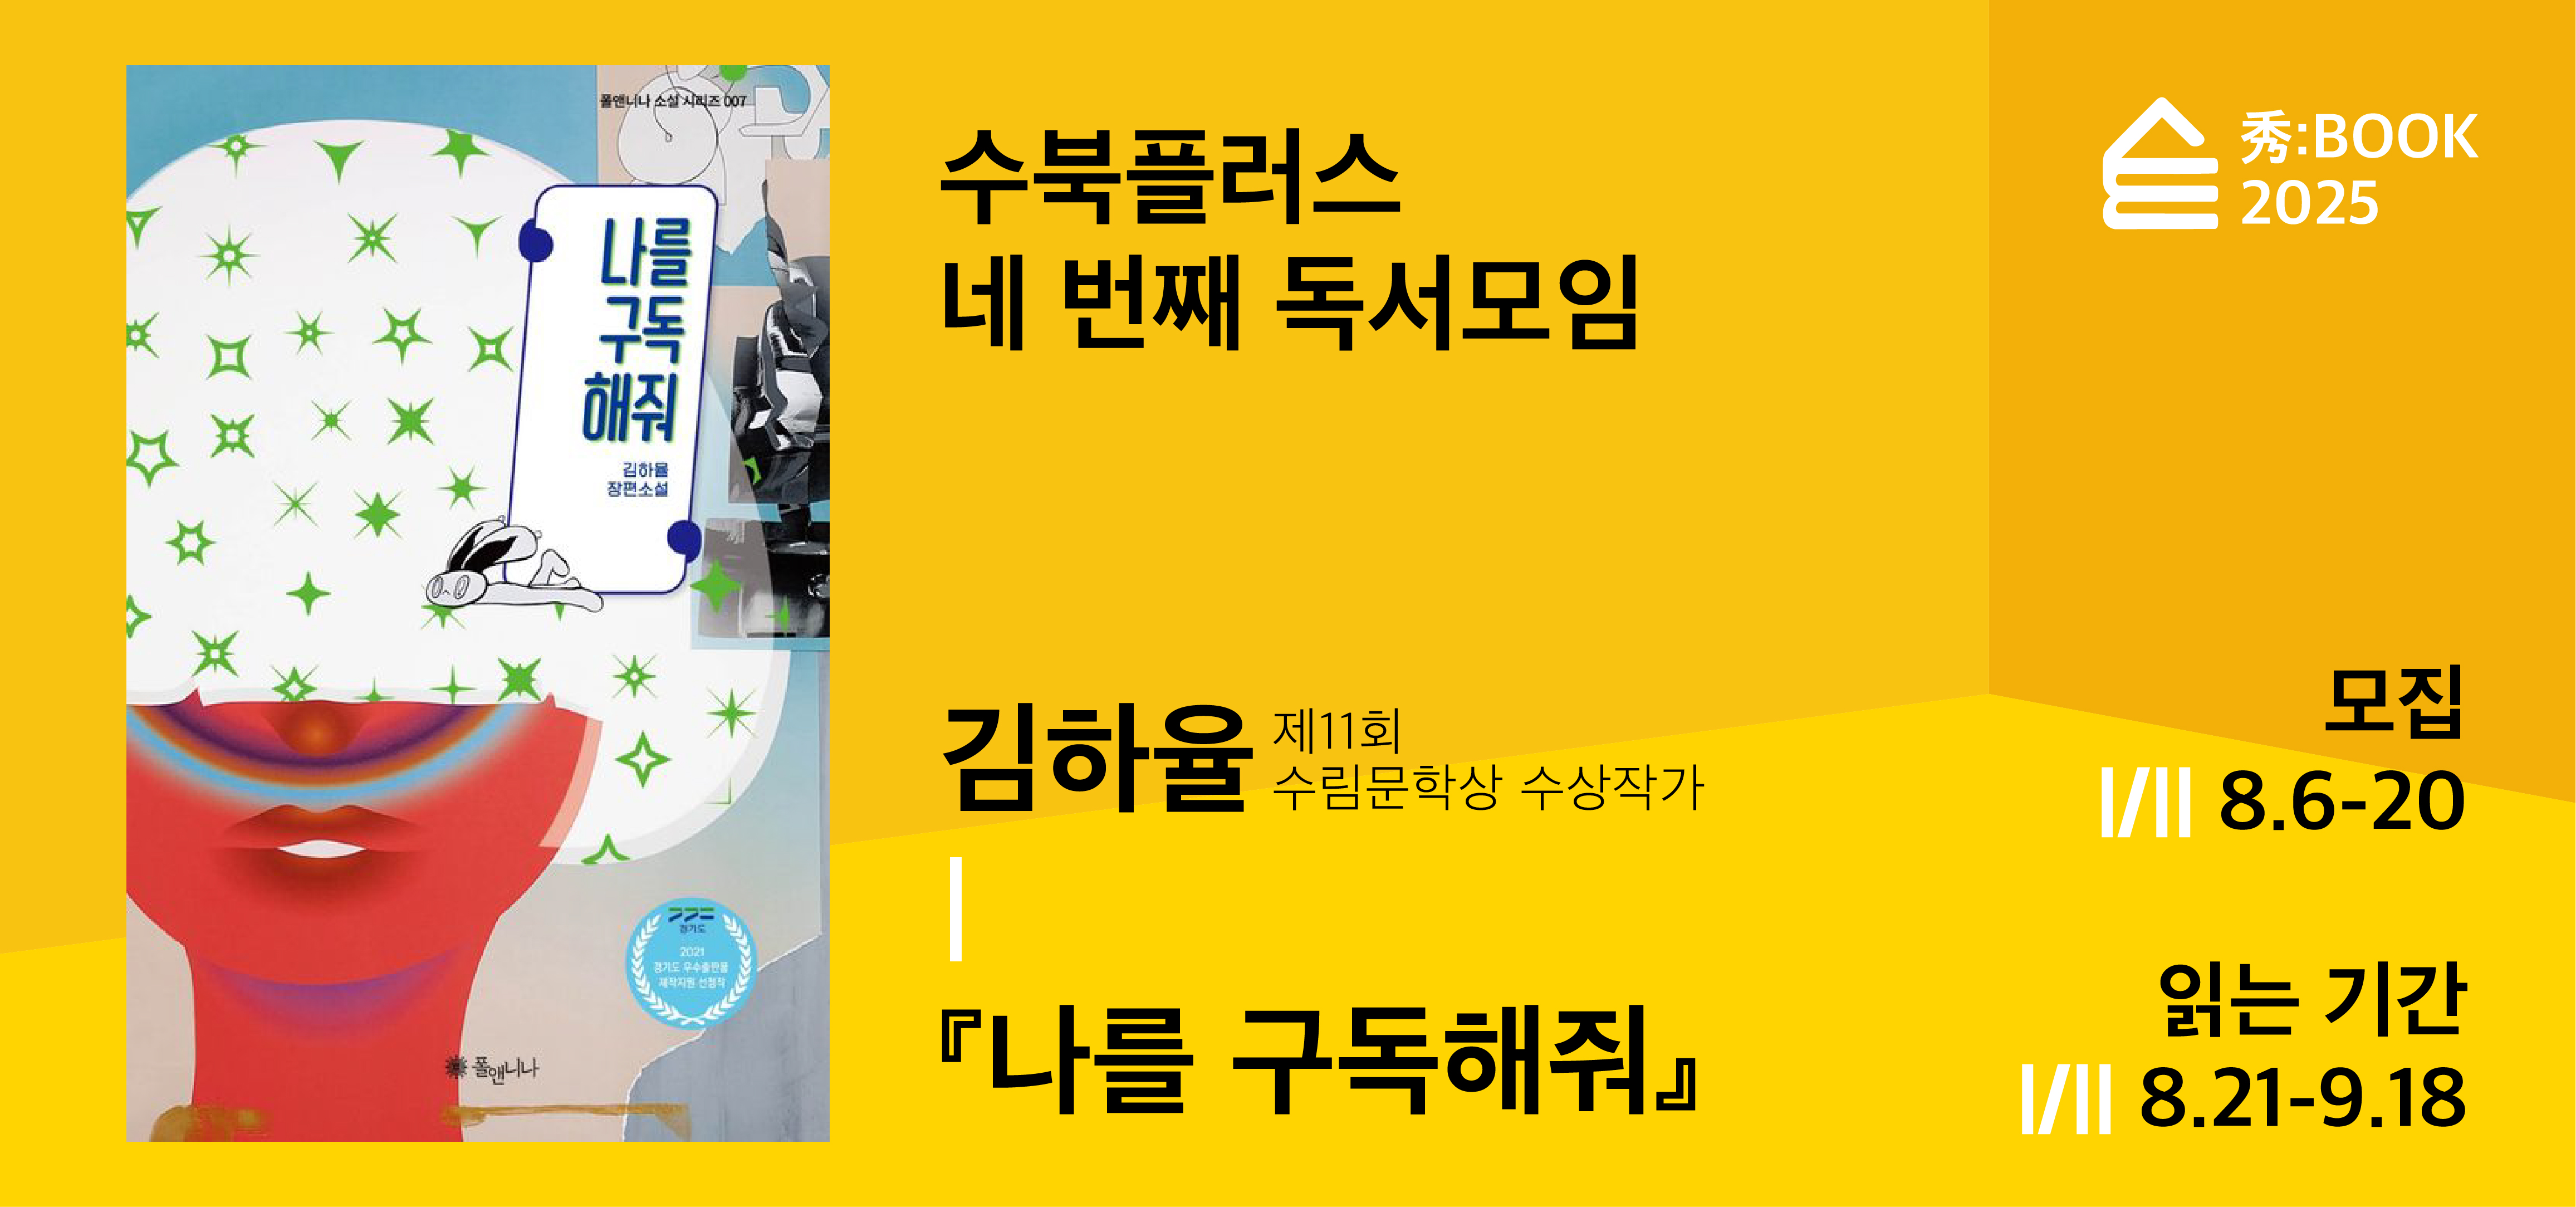 폴앤니나 소설 시리즈 007
나를
구독
해줘
김하율
장편소설
경기도
2021
경기도 우수출판물
제작지원 선정작
폴앤니나
수북플러스
네 번째 독서모임
김하율
제11회
수림문학상 수상작가
『나를 구독해줘』
秀:BOOK
2025
모집
8.6-20
읽는 기간
8.21-9.18